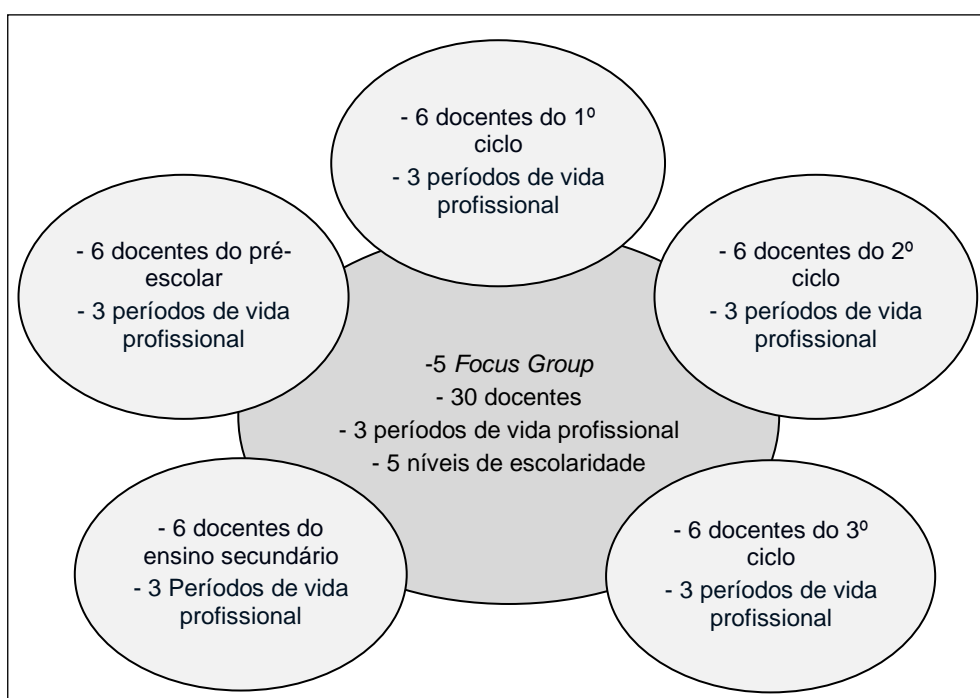 - 6 docentes do 1º
ciclo
- 3 períodos de vida
profissional
- 6 docentes do pré-
escolar
- 3 períodos de vida
profissional
- 6 docentes do 2º
ciclo
- 3 períodos de vida
profissional
-5 Focus Group
- 30 docentes
- 3 períodos de vida profissional
- 5 níveis de escolaridade
- 6 docentes do
ensino secundário
- 3 Períodos de vida
profissional
- 6 docentes do 3º
ciclo
- 3 períodos de vida
profissional